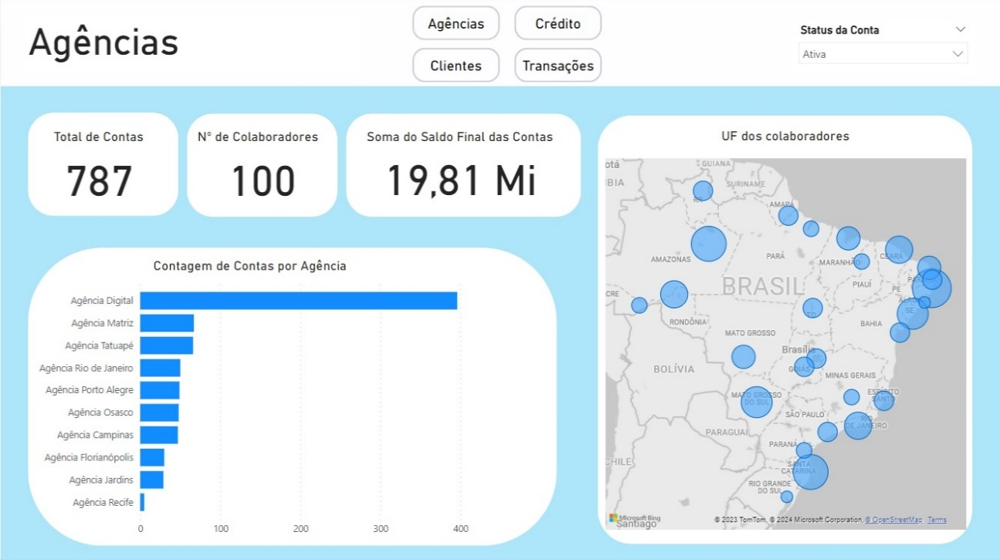 Agências
Agências
Crédito
Clientes
Transações
Status da Conta
Ativa
Total de Contas
787
N° de Colaboradores
100
Soma do Saldo Final das Contas
19,81 Mi
Contagem de Contas por Agência
Agência Digital
Agência Matriz
Agência Tatuapé
Agência Rio de Janeiro
Agência Porto Alegre
Agência Osasco
Agência Campinas
Agência Florianópolis
Agência Jardins
Agência Recife
0 100 200 300 400
UF dos colaboradores
otá
GUIANA
BIA
SURINAME
RR
AMAPÁ
AMAZONAS
PARÁ
MARANHÃO
CEARÁ
BRASIL
PIAUÍ
PE
CRE
TO
SE
RONDÔNIA
BAHIA
MATO GROSSO
Brasília
BOLÍVIA
GOIÁS
MINAS GERAIS
MATO GROSSO
DO SUL
ESPÍRITO
SANTO
SÃO PAULO
RIO
DE JANEIRO
PARAGUAI
PARANÁ
CHILE
SANTA
CATARINA
RIO GRANDE
DO SUL
Microsoft Bing
Santiago
© 2023 TomTom, © 2024 Microsoft Corporation, © OpenStreetMap Terms